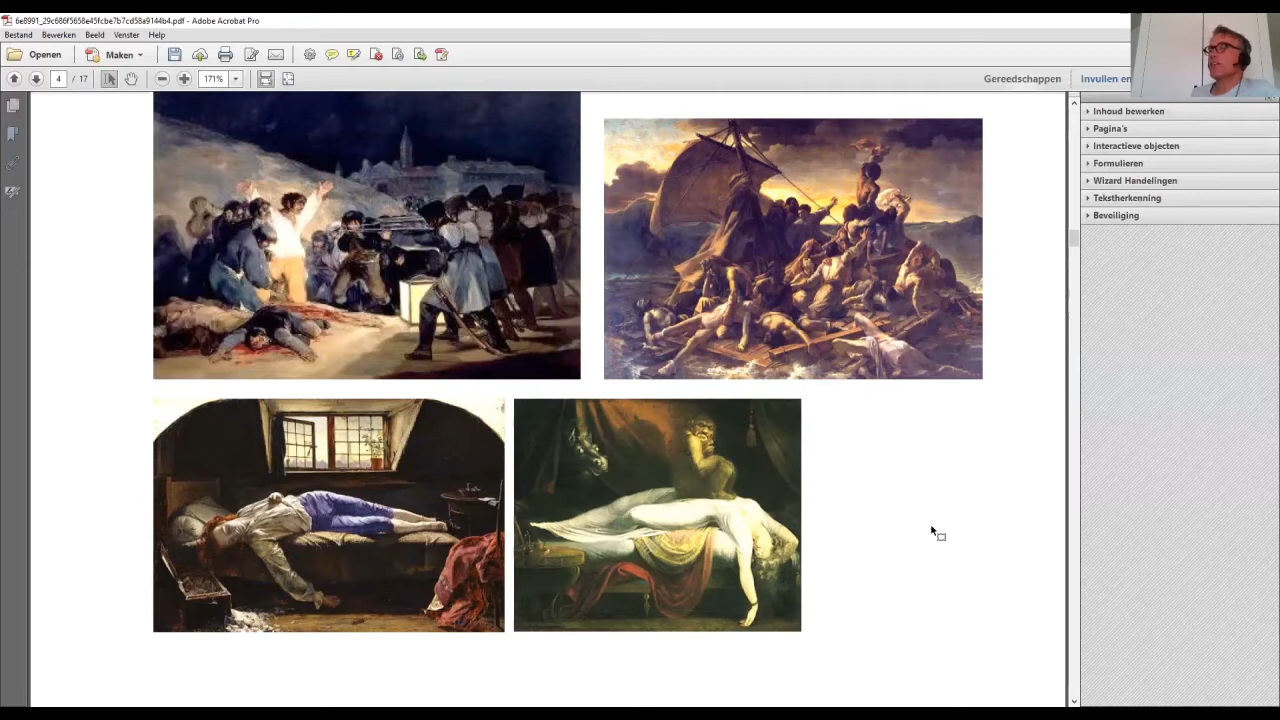 6e8991_29c686f5658e45fcbe7b7cd58a9144b4.pdf - Adobe Acrobat Pro
Bestand Bewerken Beeld Venster Help
Openen Maken
4 / 17 171% Gereedschappen Invullen en
Inhoud bewerken
Pagina's
Interactieve objecten
Formulieren
Wizard Handelingen
Tekstherkenning
Beveiliging